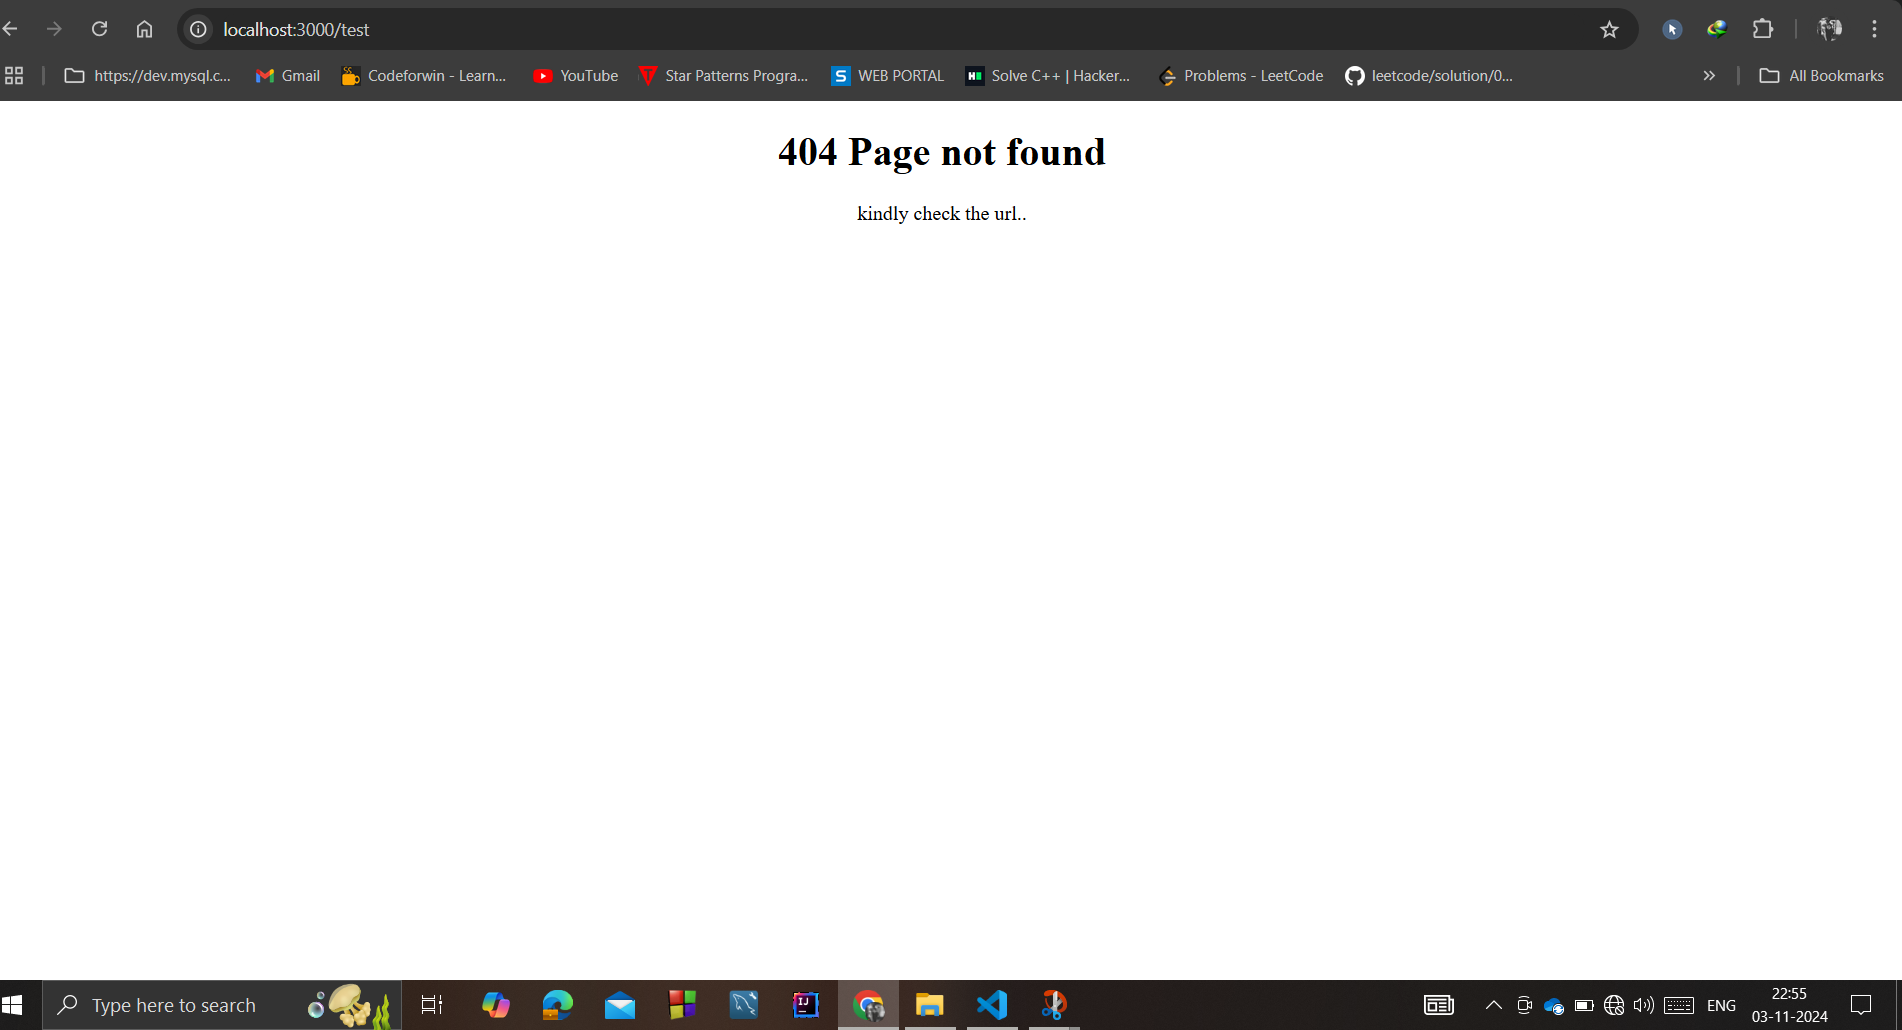 localhost:3000/test
https://dev.mysql.c...
Gmail
Codeforwin - Learn...
YouTube
Star Patterns Progra...
WEB PORTAL
Solve C++ | Hacker...
Problems - LeetCode
leetcode/solution/0...
All Bookmarks
404 Page not found
kindly check the url..
Type here to search
ENG
22:55
03-11-2024